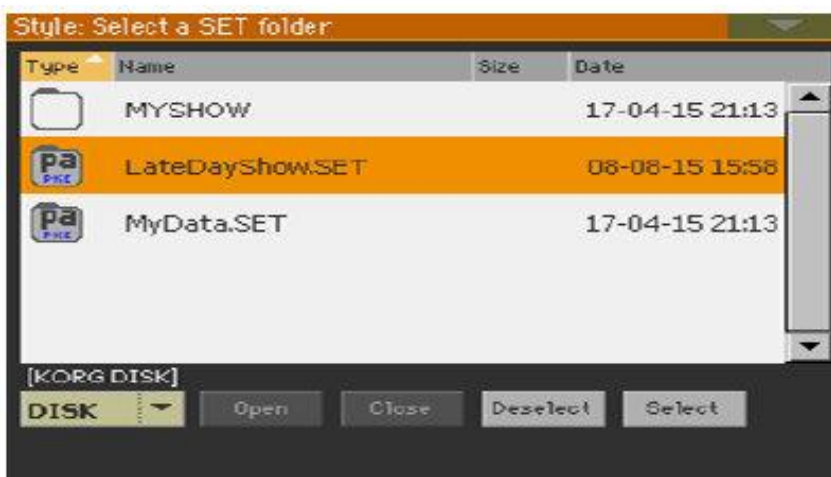 Style: Select a SET folder
Type Name Size Date
MYSHOW 17-04-15 21:13
pa PKG LateDayShow.SET 08-08-15 15:58
pa PKG MyData.SET 17-04-15 21:13
[KORG DISK]
DISK Open Close Deselect Select